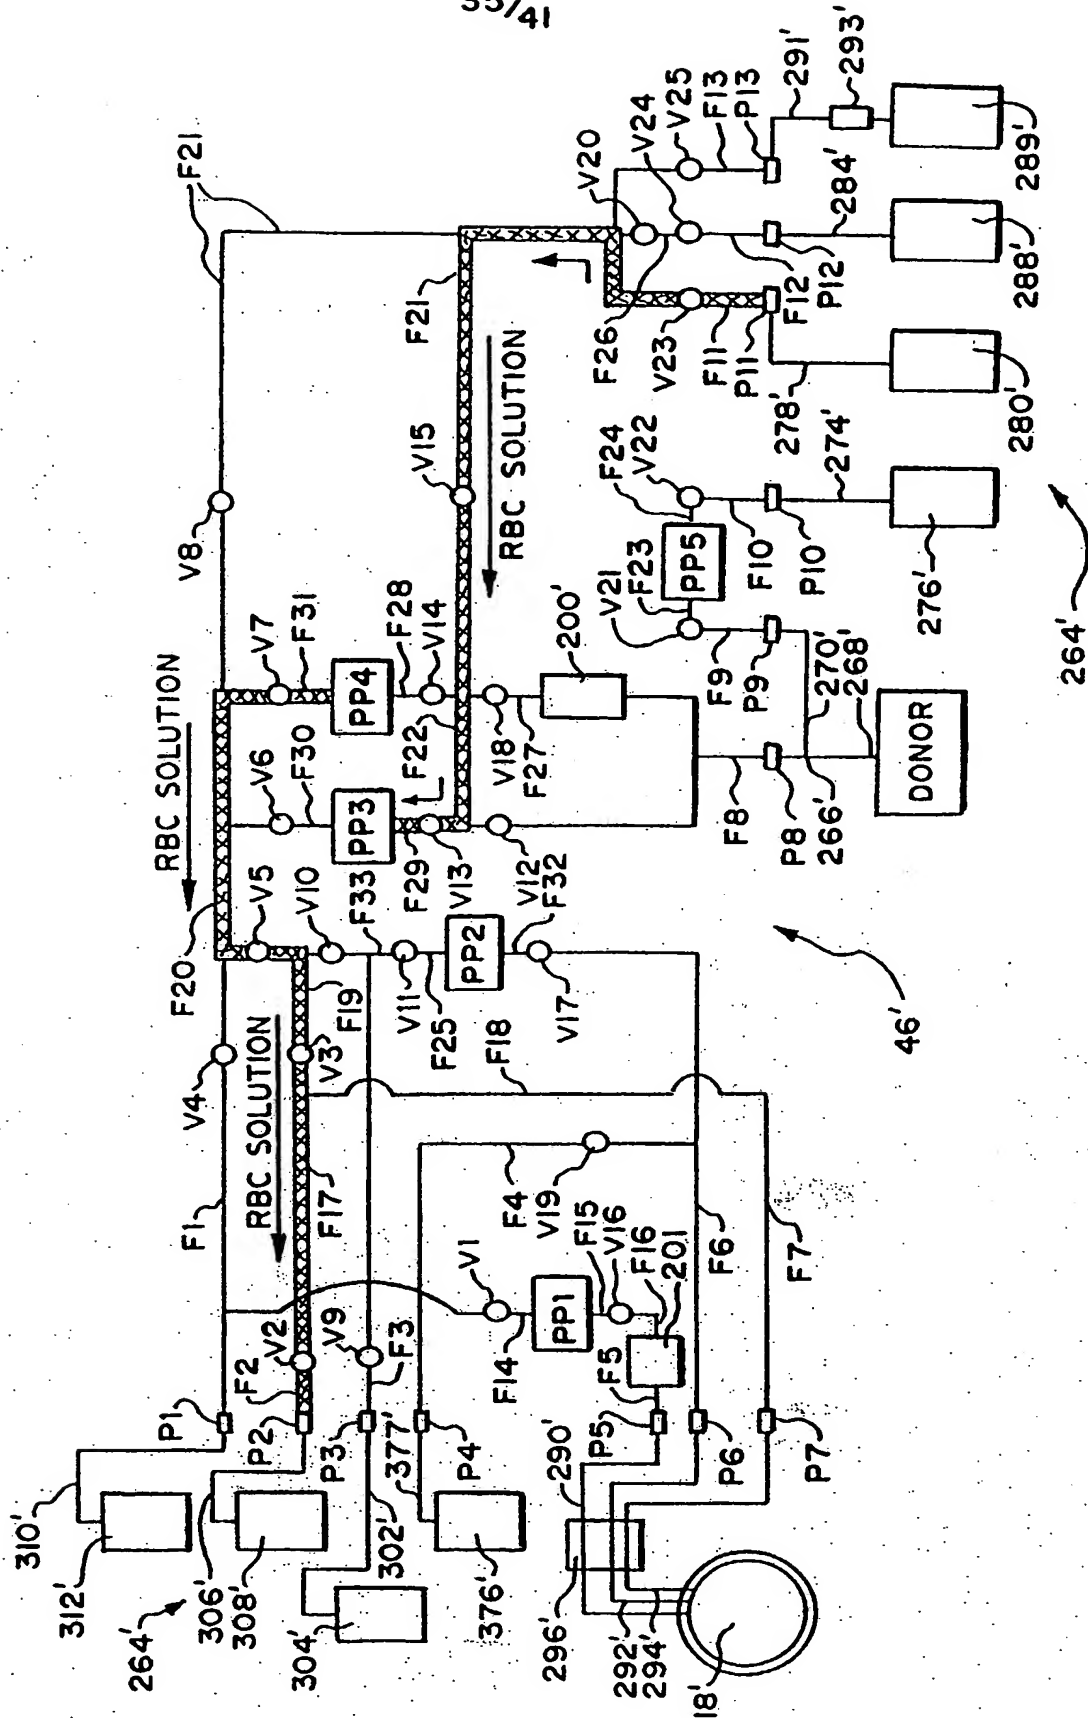 35/41
310'
312'
264'
306'
308'
304'
302'
377'
376'
296'
290'
292'
294'
18'
P1
P2
P3
P4
P5
P6
P7
F1
F2
V2
V9
F3
F14
V1
PP1
F15
V16
F16
201
F5
F4
V19
F6
F7
F17
F18
V4
V3
F19
F20
V5
V10
F33
V11
F25
PP2
F32
V17
RBC SOLUTION
RBC SOLUTION
RBC SOLUTION
V6
F30
PP3
F29
V13
V12
V7
F31
PP4
F28
V14
F22
V18
F27
200'
V8
F21
F21
V15
F8
P8
266'
DONOR
268'
270'
F9
P9
V21
F23
PP5
F24
V22
F10
P10
274'
276'
278'
280'
F26
V23
F11
P11
F12
P12
V20
V24
V25
F13
P13
284'
288'
291'
293'
289'
46'
264'